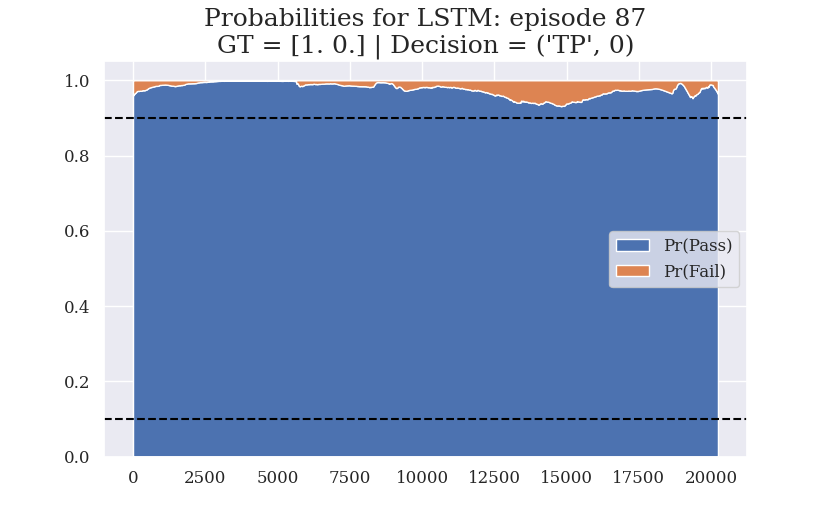 Probabilities for LSTM: episode 87
GT = [1. 0.] | Decision = ('TP', 0)
1.0
0.8
0.6
0.4
0.2
0.0
Pr(Pass)
Pr(Fail)
0 2500 5000 7500 10000 12500 15000 17500 20000